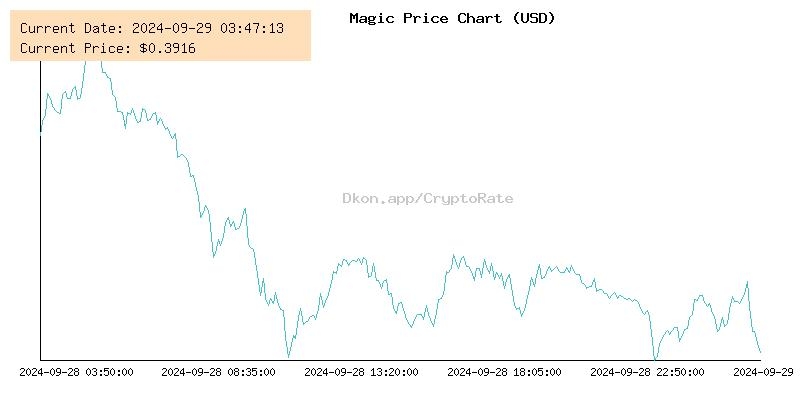 Magic Price Chart (USD)
Current Date: 2024-09-29 03:47:13
Current Price: $0.3916
Dkon.app/CryptoRate
2024-09-28 03:50:00 2024-09-28 08:35:00 2024-09-28 13:20:00 2024-09-28 18:05:00 2024-09-28 22:50:00 2024-09-29